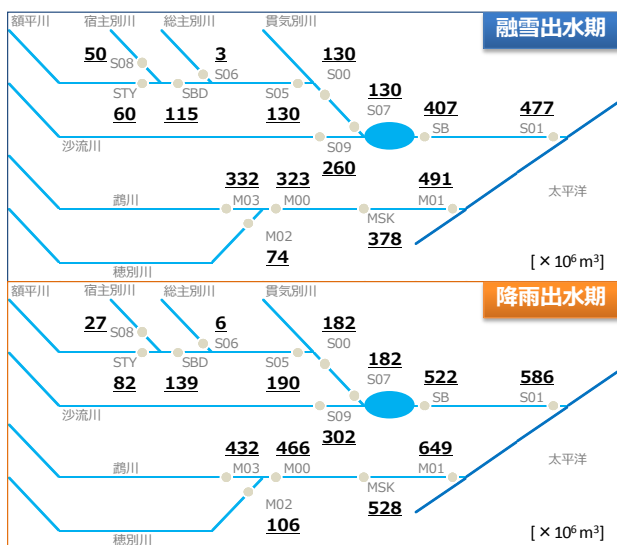 融雪出水期
額平川 宿主別川 総主別川 貫気別川
50 3 130
S08 S06 S00
STY SBD S05 S07
130
60 115 130
407 477
SB S01
沙流川 S09
260
太平洋
332 323 491
鵡川 M03 M00 M01
MSK
M02 378
74
穂別川
[ × 10⁶ m³]
降雨出水期
額平川 宿主別川 総主別川 貫気別川
27 6 182
S08 S06 S00
STY SBD S05 S07
182
82 139 190
522 586
SB S01
沙流川 S09
302
太平洋
432 466 649
鵡川 M03 M00 M01
MSK
M02 528
106
穂別川
[ × 10⁶ m³]